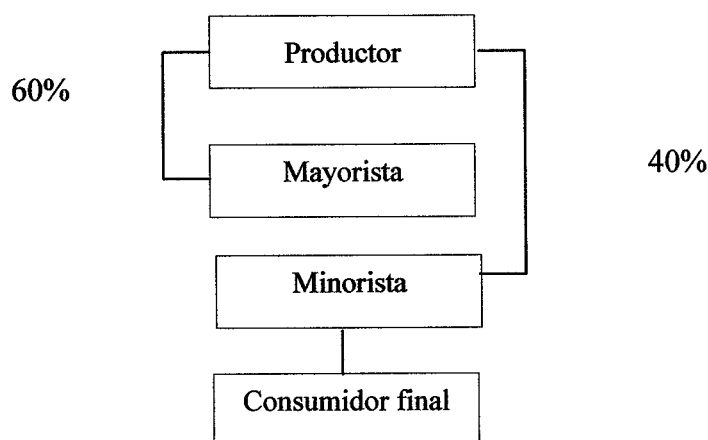 Productor
60%
Mayorista
40%
Minorista
Consumidor final